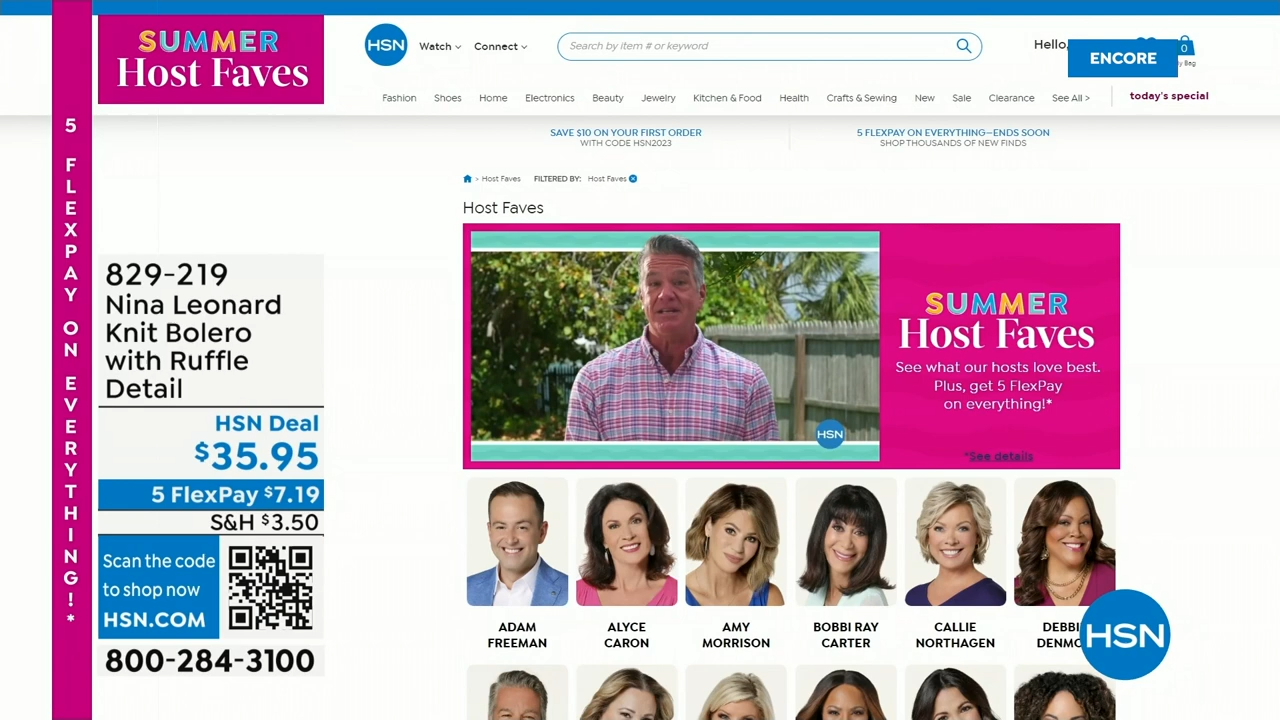 SUMMER
Host Faves
HSN
Watch
Connect
Search by item # or keyword
Hello,
ENCORE
0
Bag
Fashion
Shoes
Home
Electronics
Beauty
Jewelry
Kitchen & Food
Health
Crafts & Sewing
New
Sale
Clearance
See All >
today's special
5 FLEXPAY ON EVERYTHING!*
SAVE $10 ON YOUR FIRST ORDER
WITH CODE HSN2023
5 FLEXPAY ON EVERYTHING—ENDS SOON
SHOP THOUSANDS OF NEW FINDS
> Host Faves
FILTERED BY: Host Faves
Host Faves
829-219
Nina Leonard
Knit Bolero
with Ruffle
Detail
HSN Deal
$35.95
5 FlexPay $7.19
S&H $3.50
Scan the code
to shop now
HSN.COM
800-284-3100
HSN
SUMMER
Host Faves
See what our hosts love best.
Plus, get 5 FlexPay
on everything!*
*See details
ADAM
FREEMAN
ALYCE
CARON
AMY
MORRISON
BOBBI RAY
CARTER
CALLIE
NORTHAGEN
HSN